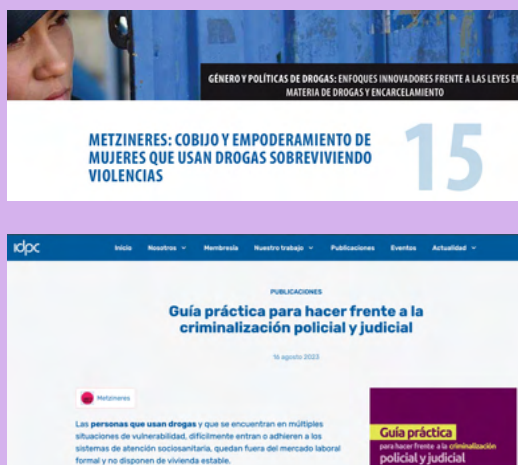 GÉNERO Y POLÍTICAS DE DROGAS: ENFOQUES INNOVADORES FRENTE A LAS LEYES EN
MATERIA DE DROGAS Y ENCARCELAMIENTO
METZINERES: COBIJO Y EMPODERAMIENTO DE
MUJERES QUE USAN DROGAS SOBREVIVIENDO
VIOLENCIAS
15
idpc
Inicio Nosotros Membresía Nuestro trabajo Publicaciones Eventos Actualidad
PUBLICACIONES
Guía práctica para hacer frente a la
criminalización policial y judicial
16 agosto 2023
Metzineres
Las personas que usan drogas y que se encuentran en múltiples
situaciones de vulnerabilidad, difícilmente entran o adhieren a los
sistemas de atención sociosanitaria, quedan fuera del mercado laboral
formal y no disponen de vivienda estable.
Guía práctica
para hacer frente a la criminalización
policial y judicial